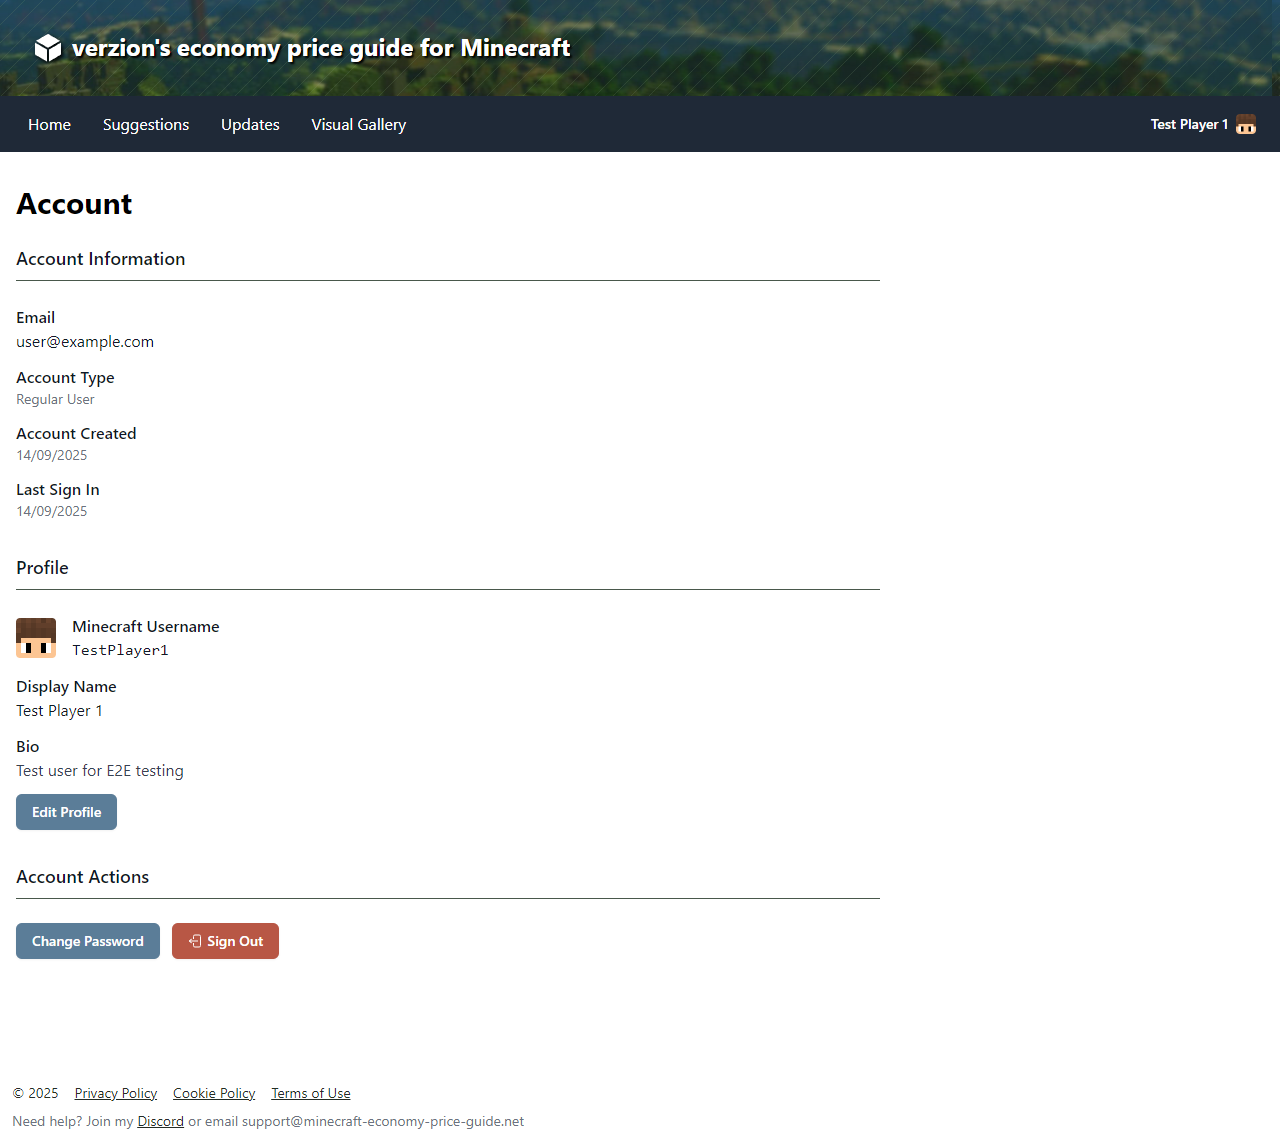 verzion's economy price guide for Minecraft
Home Suggestions Updates Visual Gallery Test Player 1
Account
Account Information
Email
user@example.com
Account Type
Regular User
Account Created
14/09/2025
Last Sign In
14/09/2025
Profile
Minecraft Username
TestPlayer1
Display Name
Test Player 1
Bio
Test user for E2E testing
Edit Profile
Account Actions
Change Password Sign Out
© 2025 Privacy Policy Cookie Policy Terms of Use
Need help? Join my Discord or email support@minecraft-economy-price-guide.net